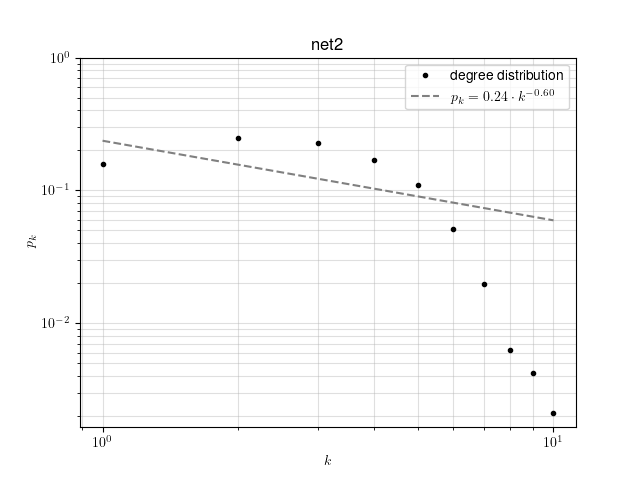 net2
degree distribution
$p_k = 0.24 \cdot k^{-0.60}$
$p_k$
$10^0$
$10^{-1}$
$10^{-2}$
$10^0$
$10^1$
$k$